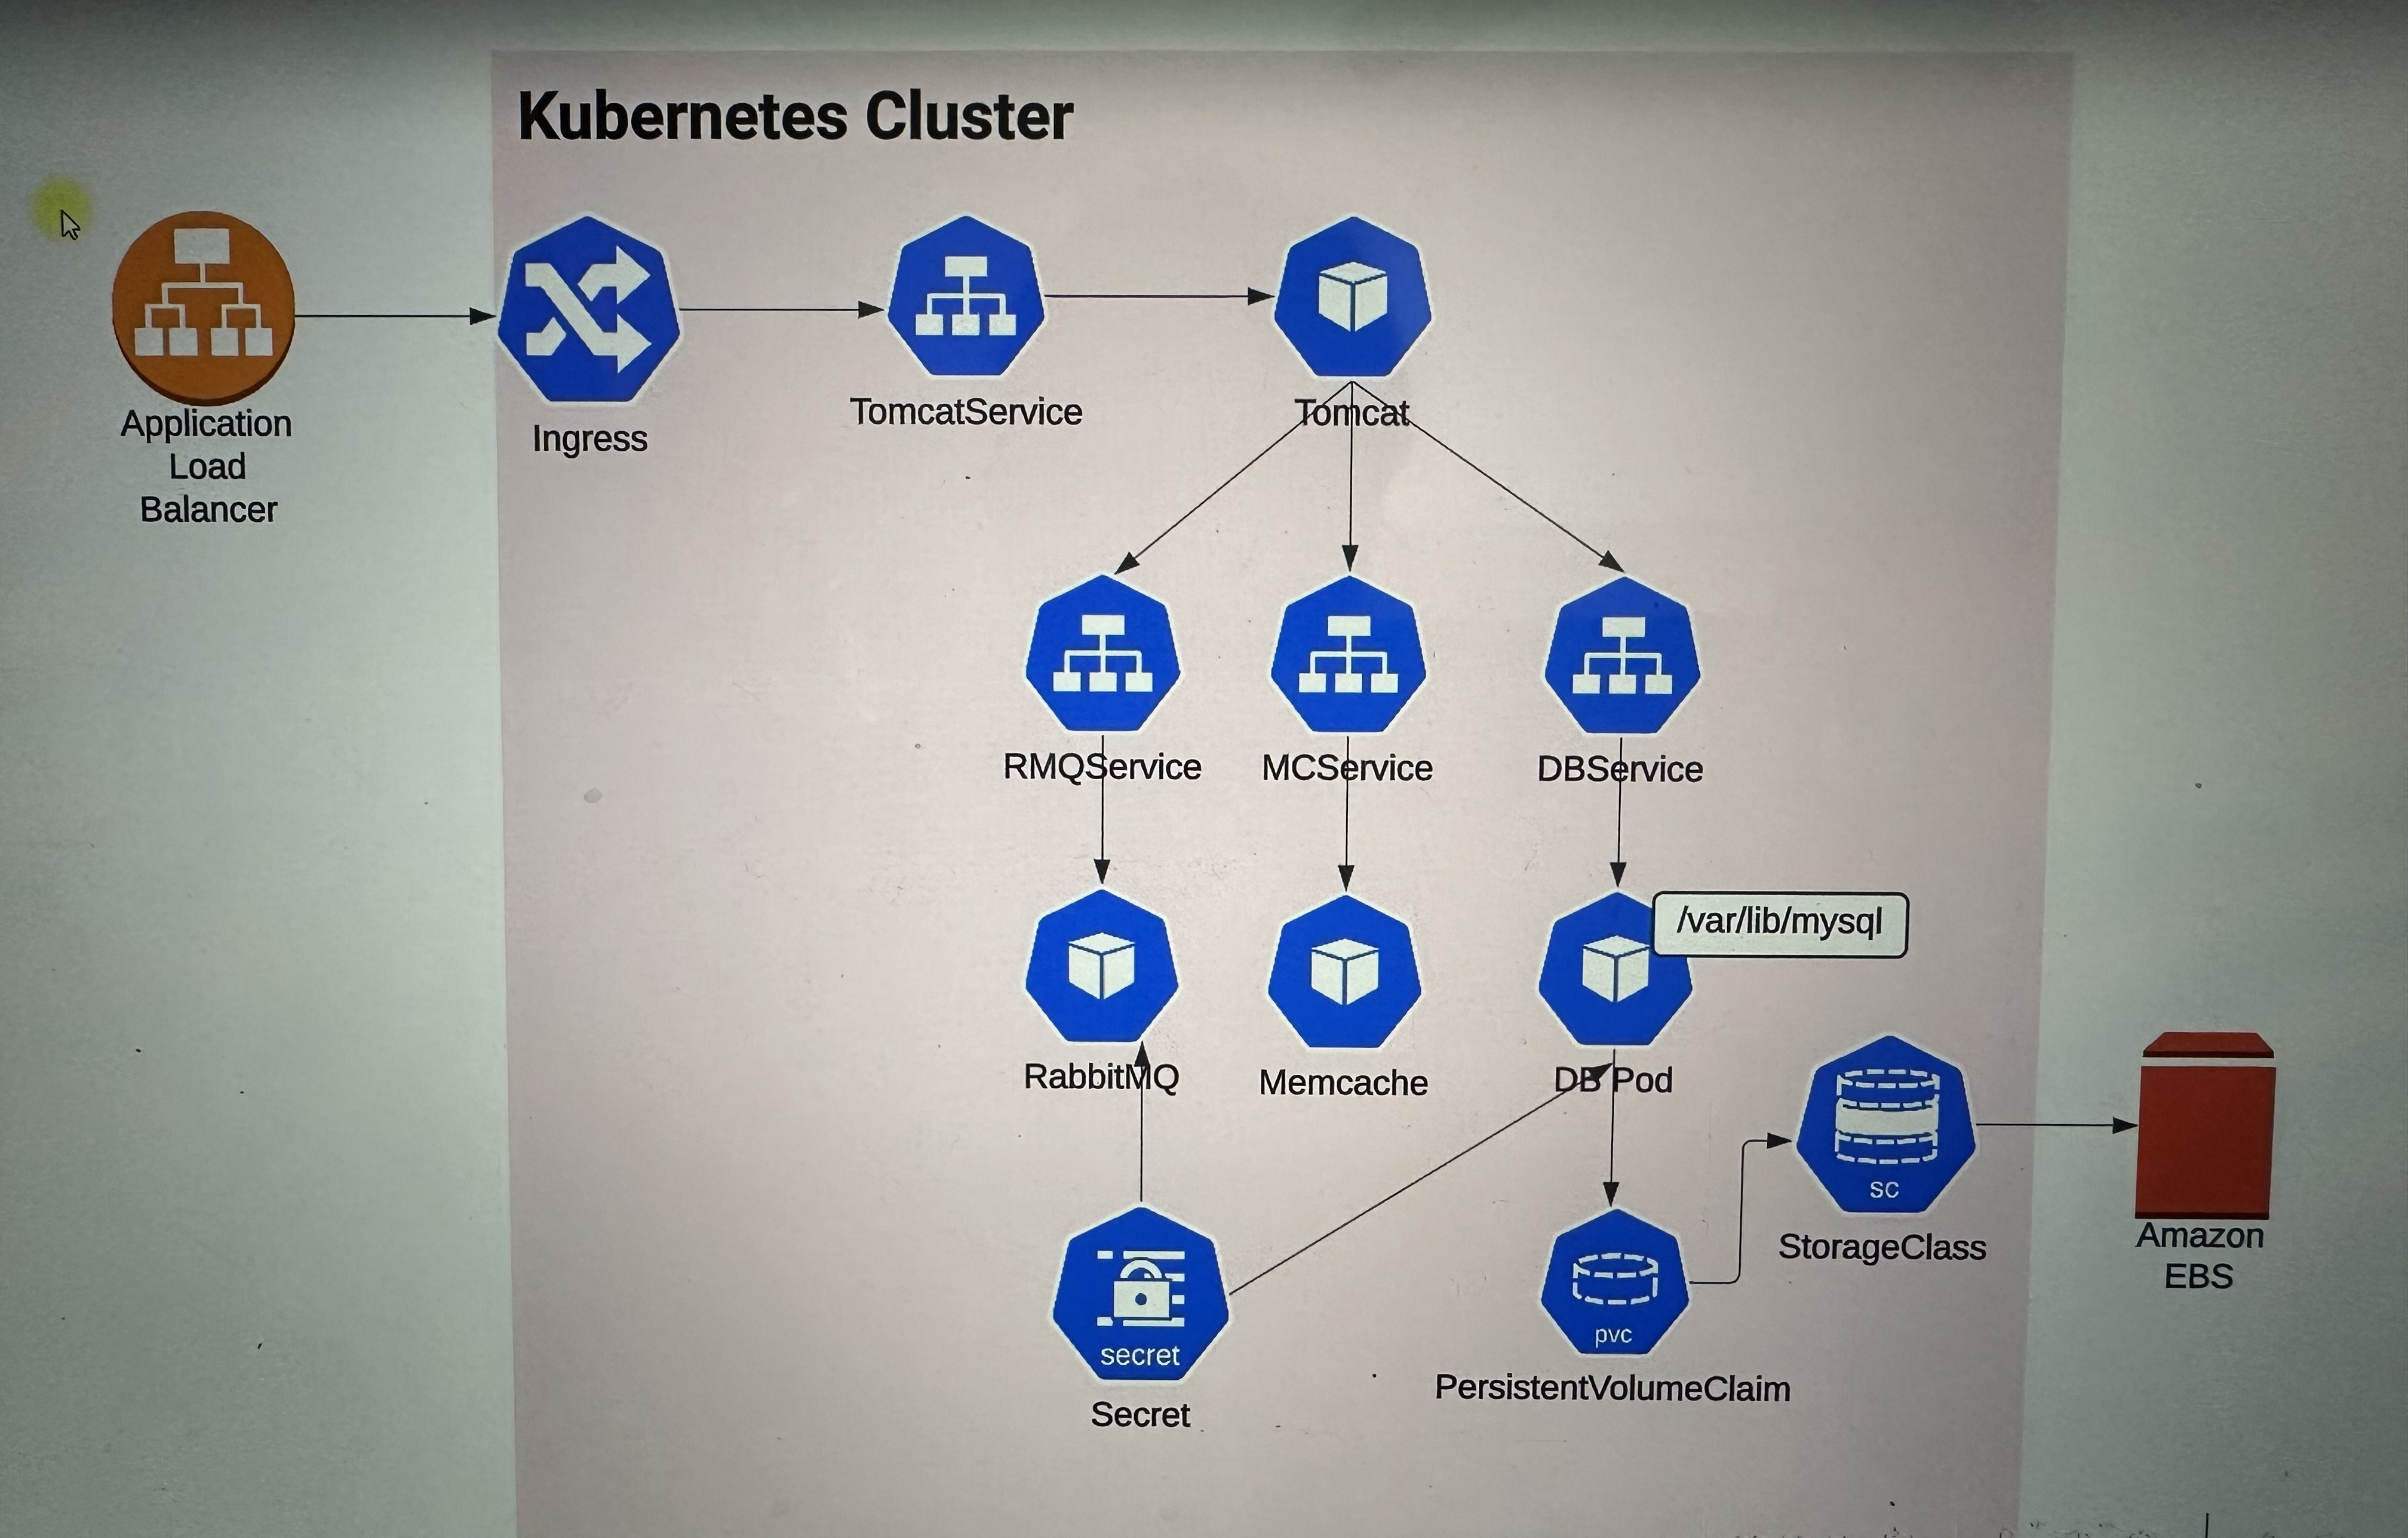 Kubernetes Cluster
Application
Load
Balancer
Ingress
TomcatService
Tomcat
RMQService
MCService
DBService
/var/lib/mysql
RabbitMQ
Memcache
DB Pod
sc
StorageClass
Amazon
EBS
secret
Secret
pvc
PersistentVolumeClaim